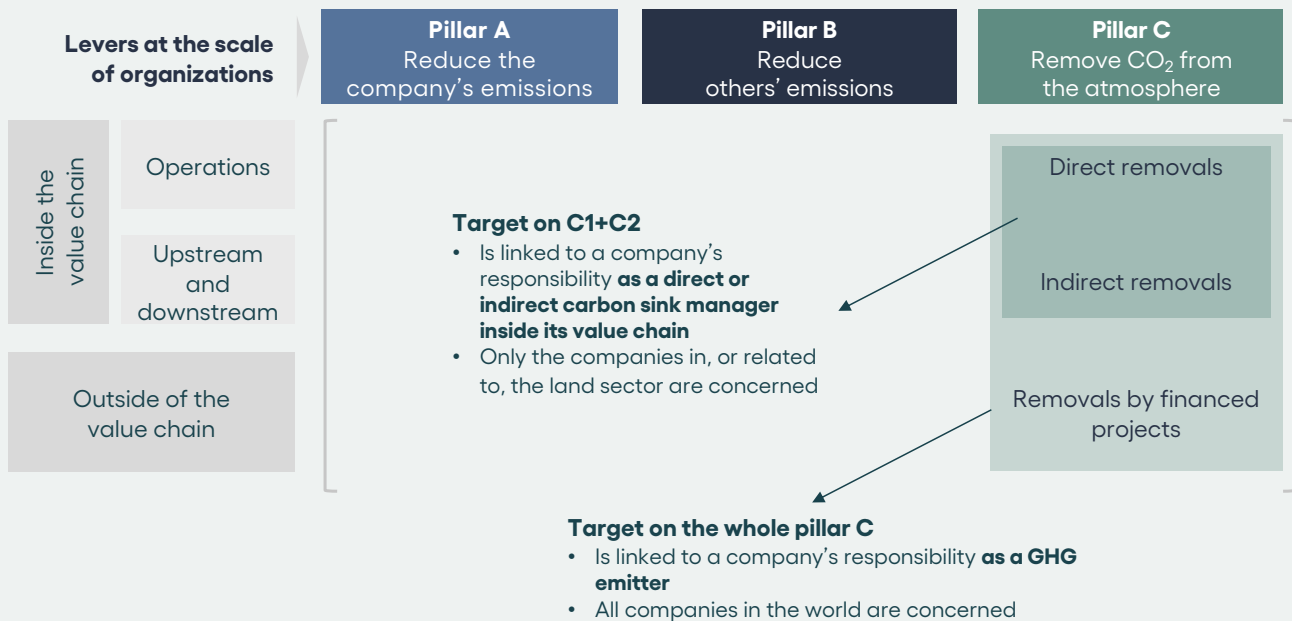 Levers at the scale
of organizations
Pillar A
Reduce the
company’s emissions
Pillar B
Reduce
others’ emissions
Pillar C
Remove CO₂ from
the atmosphere
Inside the
value chain
Operations
Upstream
and
downstream
Outside of the
value chain
Target on C1+C2
• Is linked to a company’s
responsibility as a direct or
indirect carbon sink manager
inside its value chain
• Only the companies in, or related
to, the land sector are concerned
Direct removals
Indirect removals
Removals by financed
projects
Target on the whole pillar C
• Is linked to a company’s responsibility as a GHG
emitter
• All companies in the world are concerned